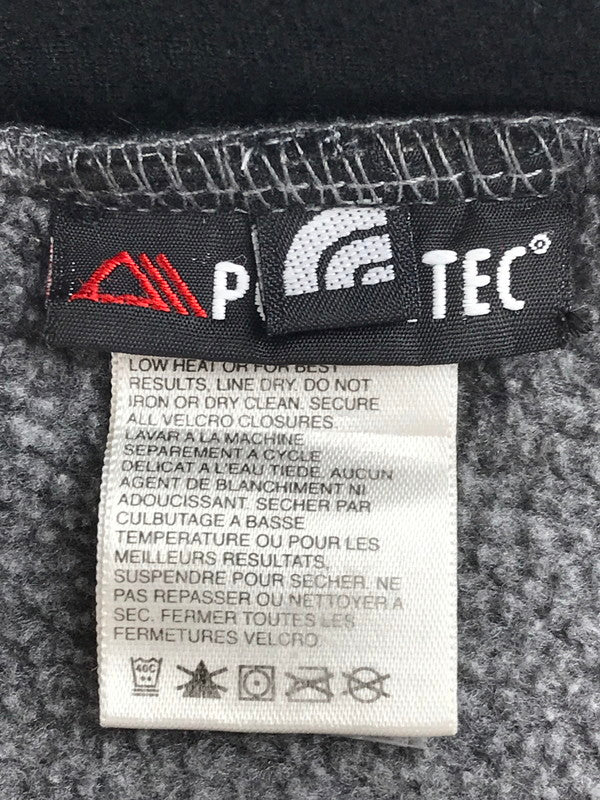 P TEC®
LOW HEAT OR FOR BEST
RESULTS, LINE DRY. DO NOT
IRON OR DRY CLEAN. SECURE
ALL VELCRO CLOSURES.
LAVAR A LA MACHINE
SEPAREMENT A CYCLE
DELICAT A L'EAU TIEDE. AUCUN
AGENT DE BLANCHIMENT NI
ADOUCISSANT. SECHER PAR
CULBUTAGE A BASSE
TEMPERATURE OU POUR LES
MEILLEURS RESULTATS,
SUSPENDRE POUR SECHER. NE
PAS REPASSER OU NETTOYER A
SEC. FERMER TOUTES LES
FERMETURES VELCRO.
40C